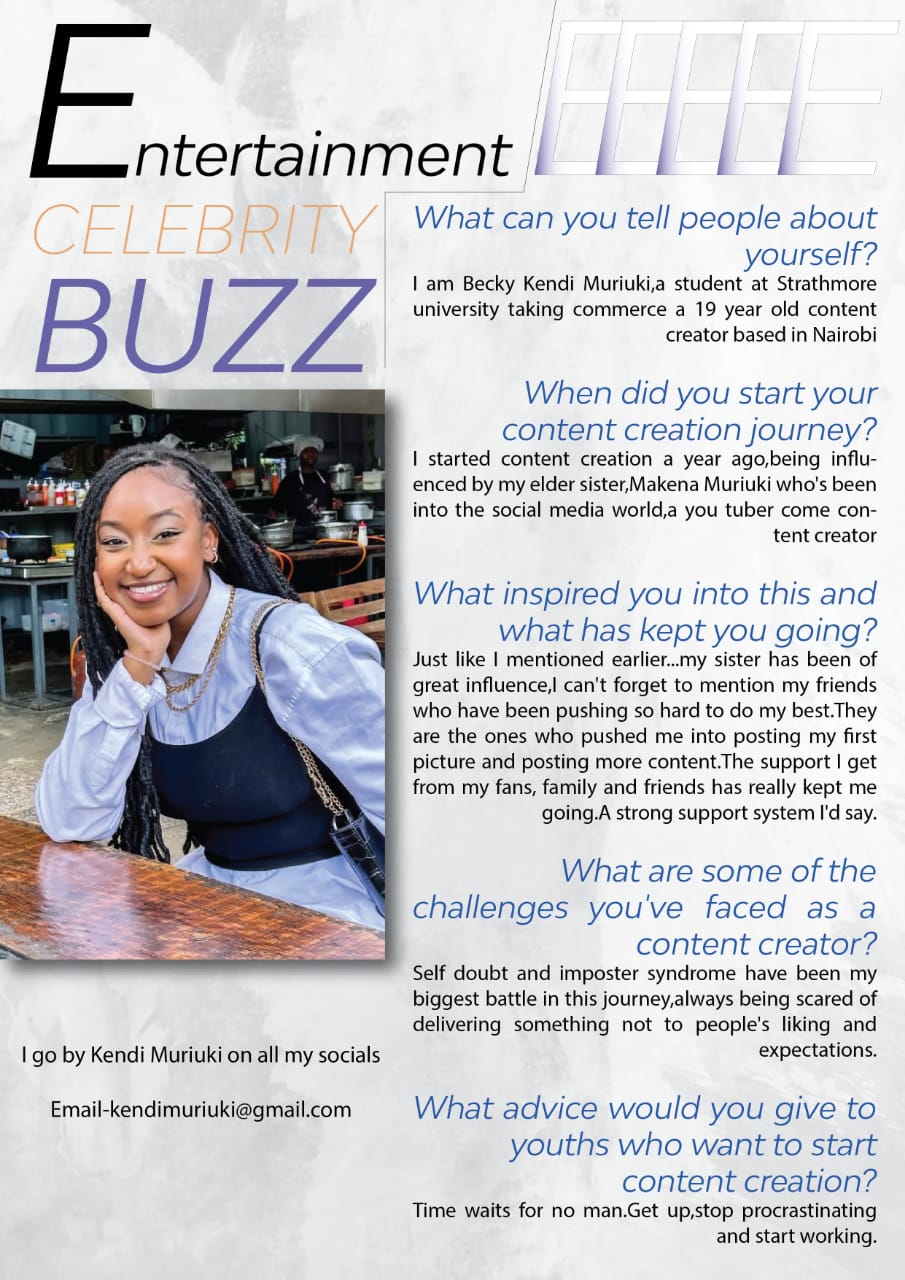 Entertainment
EEEEE
CELEBRITY
BUZZ
What can you tell people about
yourself?
I am Becky Kendi Muriuki,a student at Strathmore
university taking commerce a 19 year old content
creator based in Nairobi
When did you start your
content creation journey?
I started content creation a year ago,being influ-
enced by my elder sister,Makena Muriuki who's been
into the social media world,a you tuber come con-
tent creator
What inspired you into this and
what has kept you going?
Just like I mentioned earlier...my sister has been of
great influence,I can't forget to mention my friends
who have been pushing so hard to do my best.They
are the ones who pushed me into posting my first
picture and posting more content.The support I get
from my fans, family and friends has really kept me
going.A strong support system I'd say.
What are some of the
challenges you've faced as a
content creator?
Self doubt and imposter syndrome have been my
biggest battle in this journey,always being scared of
delivering something not to people's liking and
expectations.
What advice would you give to
youths who want to start
content creation?
Time waits for no man.Get up,stop procrastinating
and start working.
I go by Kendi Muriuki on all my socials
Email-kendimuriuki@gmail.com